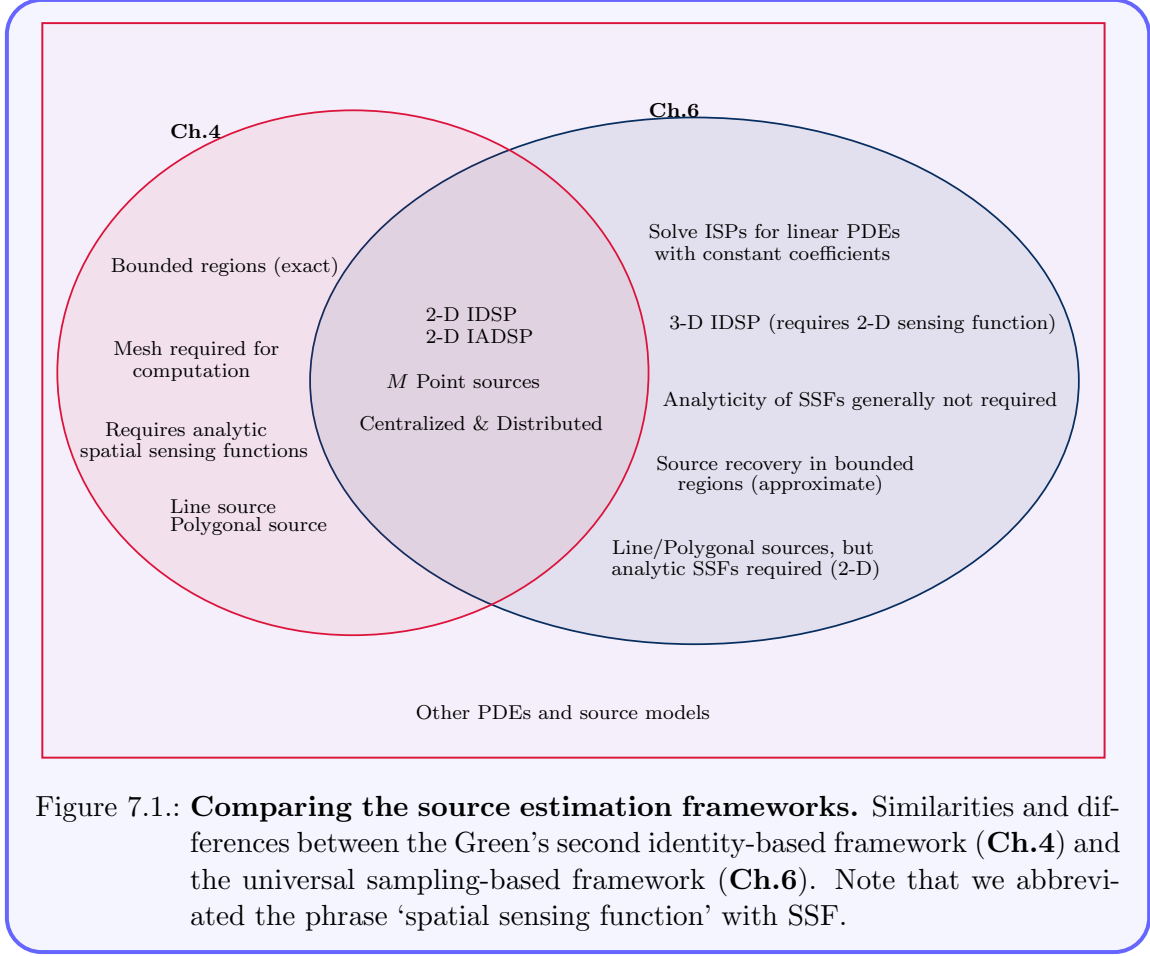 Ch.4
Ch.6
Bounded regions (exact)
Mesh required for
computation
Requires analytic
spatial sensing functions
Line source
Polygonal source
2-D IDSP
2-D IADSP
M Point sources
Centralized & Distributed
Solve ISPs for linear PDEs
with constant coefficients
3-D IDSP (requires 2-D sensing function)
Analyticity of SSFs generally not required
Source recovery in bounded
regions (approximate)
Line/Polygonal sources, but
analytic SSFs required (2-D)
Other PDEs and source models
Figure 7.1.: Comparing the source estimation frameworks. Similarities and dif-
ferences between the Green's second identity-based framework (Ch.4) and
the universal sampling-based framework (Ch.6). Note that we abbrevi-
ated the phrase ‘spatial sensing function’ with SSF.